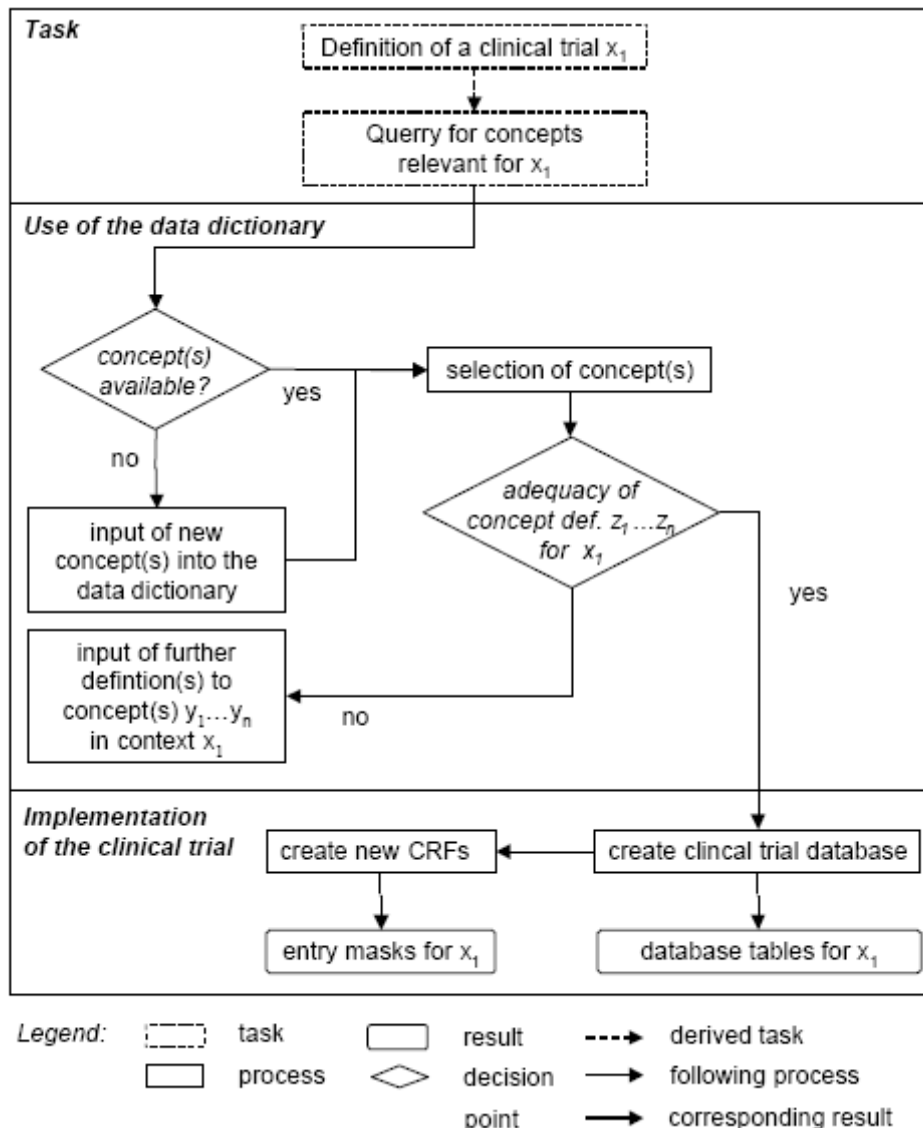 Task
Definition of a clinical trial x1
Querry for concepts
relevant for x1
Use of the data dictionary
concept(s)
available?
yes
no
selection of concept(s)
adequacy of
concept def. z1...zn
for x1
input of new
concept(s) into the
data dictionary
yes
input of further
defintion(s) to
concept(s) y1...yn
in context x1
no
Implementation
of the clinical trial
create new CRFs
create clincal trial database
entry masks for x1
database tables for x1
Legend:
task
result
derived task
process
decision
point
following process
corresponding result